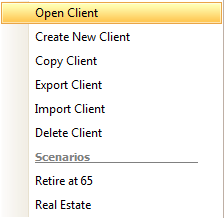 Open Client
Create New Client
Copy Client
Export Client
Import Client
Delete Client
Scenarios
Retire at 65
Real Estate